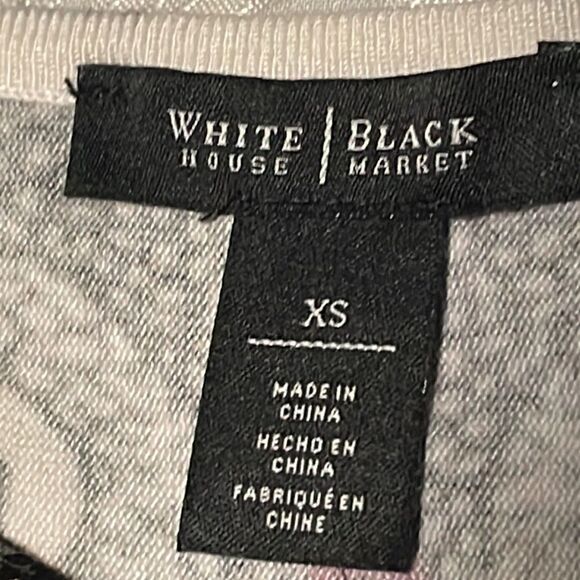 WHITE | BLACK
HOUSE | MARKET
XS
MADE IN
CHINA
HECHO EN
CHINA
FABRIQUÉ EN
CHINE